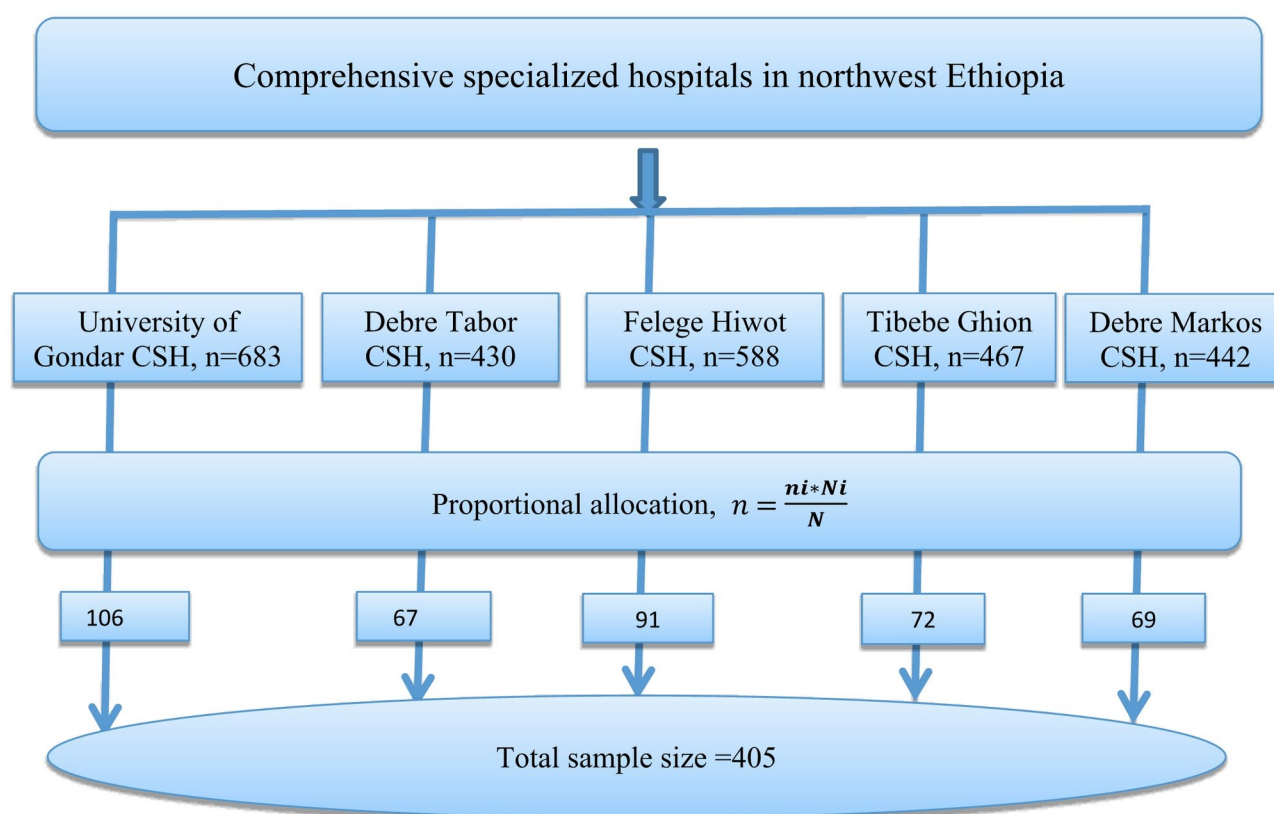 Comprehensive specialized hospitals in northwest Ethiopia
University of
Gondar CSH, n=683
Debre Tabor
CSH, n=430
Felege Hiwot
CSH, n=588
Tibebe Ghion
CSH, n=467
Debre Markos
CSH, n=442
Proportional allocation, n = ni*Ni/N
106
67
91
72
69
Total sample size =405